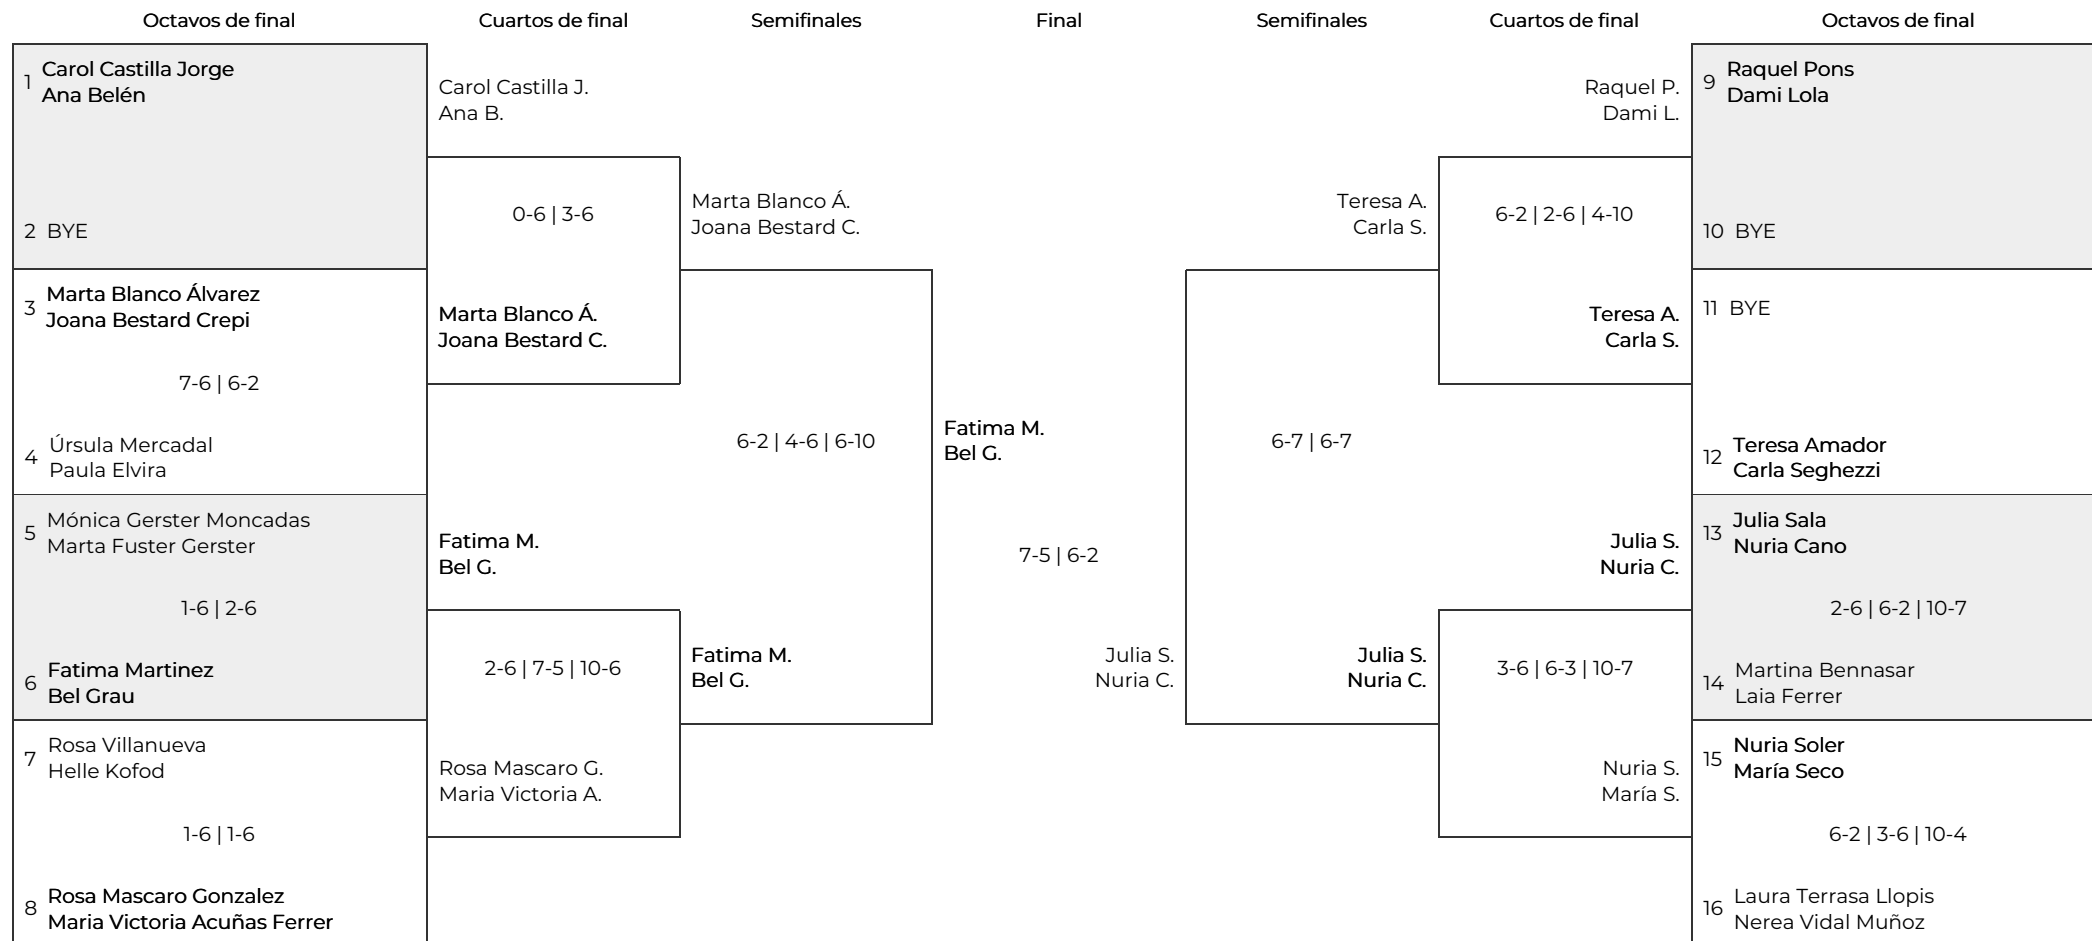 Octavos de final
Cuartos de final
Semifinales
Final
Semifinales
Cuartos de final
Octavos de final
1
Carol Castilla Jorge
Ana Belén
2 BYE
3
Marta Blanco Álvarez
Joana Bestard Crepi
7-6 | 6-2
4
Úrsula Mercadal
Paula Elvira
5
Mónica Gerster Moncadas
Marta Fuster Gerster
1-6 | 2-6
6
Fatima Martinez
Bel Grau
7
Rosa Villanueva
Helle Kofod
1-6 | 1-6
8
Rosa Mascaro Gonzalez
Maria Victoria Acuñas Ferrer
Carol Castilla J.
Ana B.
0-6 | 3-6
Marta Blanco Á.
Joana Bestard C.
Fatima M.
Bel G.
2-6 | 7-5 | 10-6
Rosa Mascaro G.
Maria Victoria A.
Marta Blanco Á.
Joana Bestard C.
6-2 | 4-6 | 6-10
Fatima M.
Bel G.
Fatima M.
Bel G.
7-5 | 6-2
Julia S.
Nuria C.
Teresa A.
Carla S.
6-7 | 6-7
Julia S.
Nuria C.
Raquel P.
Dami L.
6-2 | 2-6 | 4-10
Teresa A.
Carla S.
Julia S.
Nuria C.
3-6 | 6-3 | 10-7
Nuria S.
María S.
9
Raquel Pons
Dami Lola
10 BYE
11 BYE
12
Teresa Amador
Carla Seghezzi
13
Julia Sala
Nuria Cano
2-6 | 6-2 | 10-7
14
Martina Bennasar
Laia Ferrer
15
Nuria Soler
María Seco
6-2 | 3-6 | 10-4
16
Laura Terrasa Llopis
Nerea Vidal Muñoz